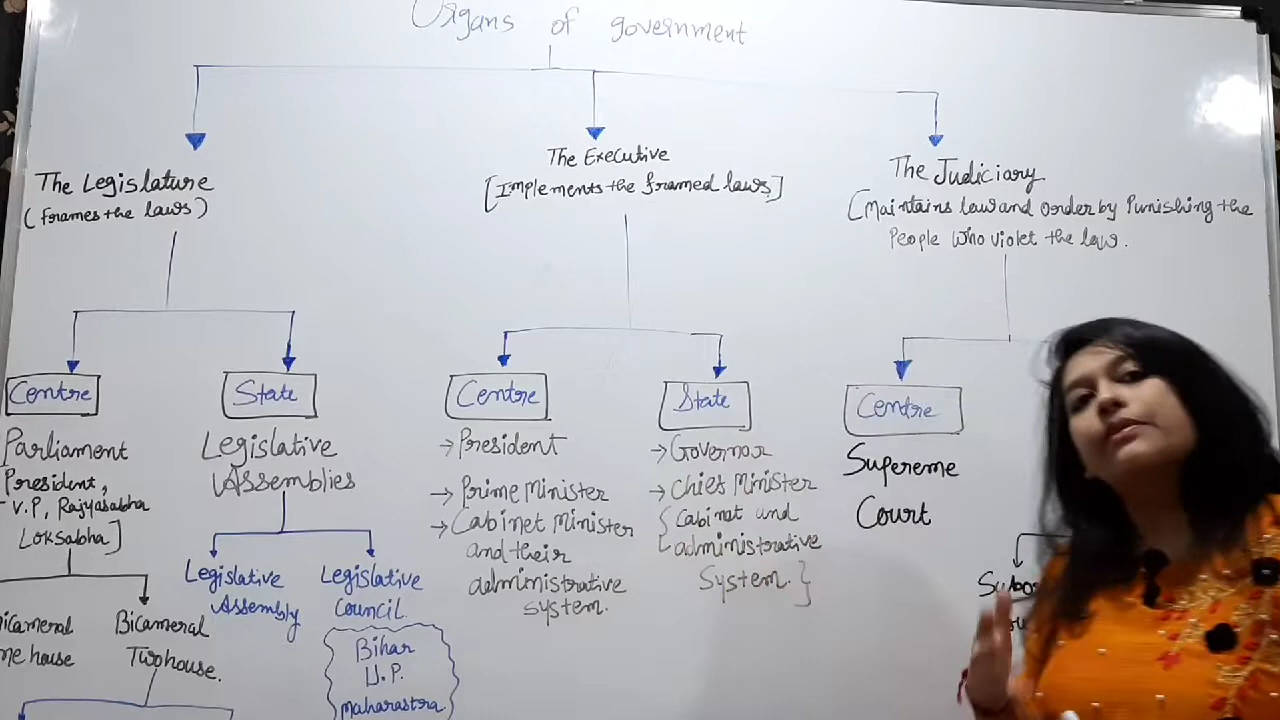 Organs of government
The Legislature
(frames the laws)
The Executive
[Implements the framed laws]
The Judiciary
[Maintains law and order by Punishing the
People who violet the law.
Centre
Parliament
President,
V.P, Rajyasabha
Loksabha]
Bicameral
Two house.
house
State
Legislative
Assemblies
Legislative
Assembly
Legislative
Council
Bihar
U.P.
maharastra
Centre
→ President
→ Prime Minister
→ Cabinet Minister
and their
administrative
system.
State
→ Governor
→ Chief Minister
{ Cabinat and
administrative
System. }
Centre
Supereme
Court